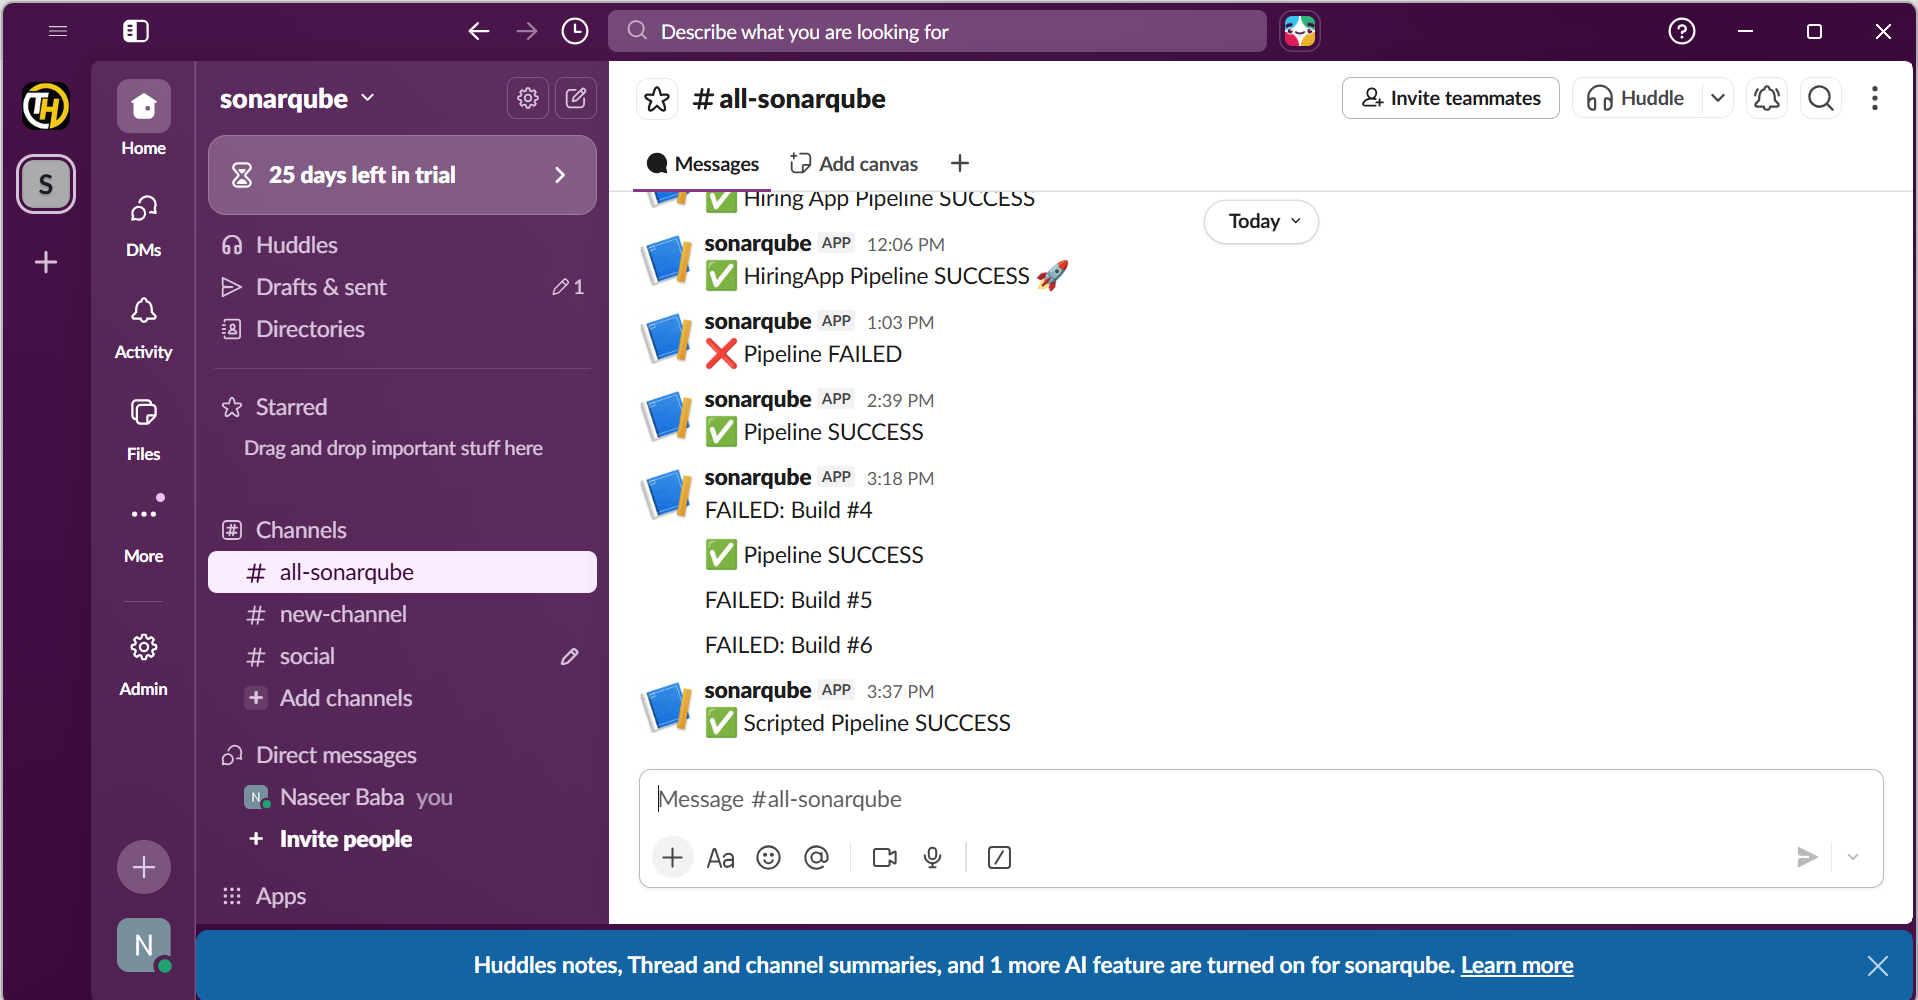 Describe what you are looking for
TH
S
Home
DMs
Activity
Files
More
Admin
N
sonarqube
25 days left in trial
Huddles
Drafts & sent 1
Directories
Starred
Drag and drop important stuff here
Channels
# all-sonarqube
# new-channel
# social
+ Add channels
Direct messages
N Naseer Baba you
+ Invite people
Apps
# all-sonarqube
Invite teammates
Huddle
Messages
Add canvas
Today
✅ Hiring App Pipeline SUCCESS
sonarqube APP 12:06 PM
✅ HiringApp Pipeline SUCCESS 🚀
sonarqube APP 1:03 PM
❌ Pipeline FAILED
sonarqube APP 2:39 PM
✅ Pipeline SUCCESS
sonarqube APP 3:18 PM
FAILED: Build #4
✅ Pipeline SUCCESS
FAILED: Build #5
FAILED: Build #6
sonarqube APP 3:37 PM
✅ Scripted Pipeline SUCCESS
Message #all-sonarqube
Aa
Huddles notes, Thread and channel summaries, and 1 more AI feature are turned on for sonarqube. Learn more